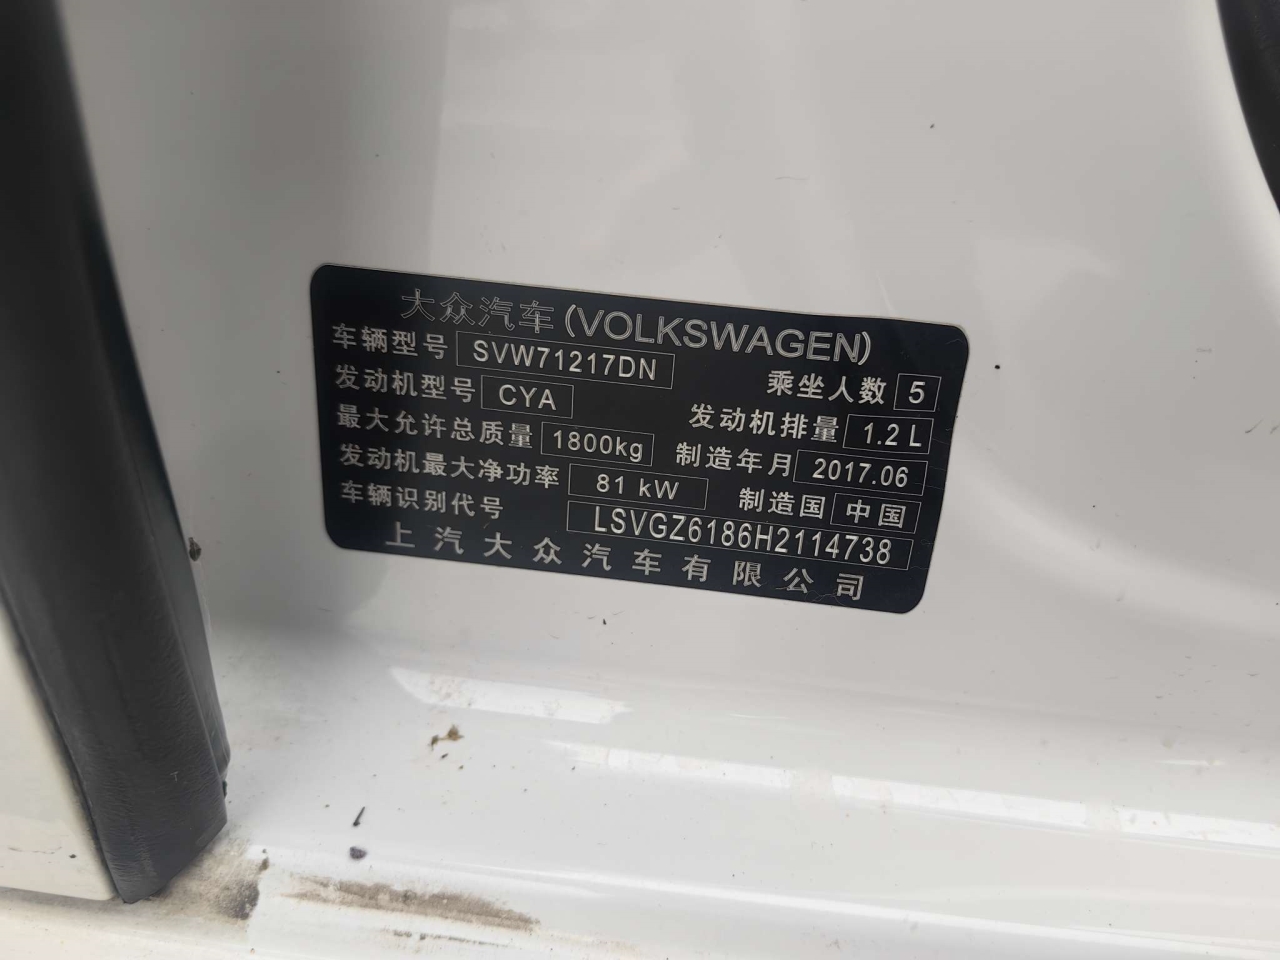 大众汽车(VOLKSWAGEN)
车辆型号 SVW71217DN 乘坐人数 5
发动机型号 CYA 发动机排量 1.2 L
最大允许总质量 1800kg 制造年月 2017.06
发动机最大净功率 81 kW 制造国 中国
车辆识别代号 LSVGZ6186H2114738
上汽大众汽车有限公司